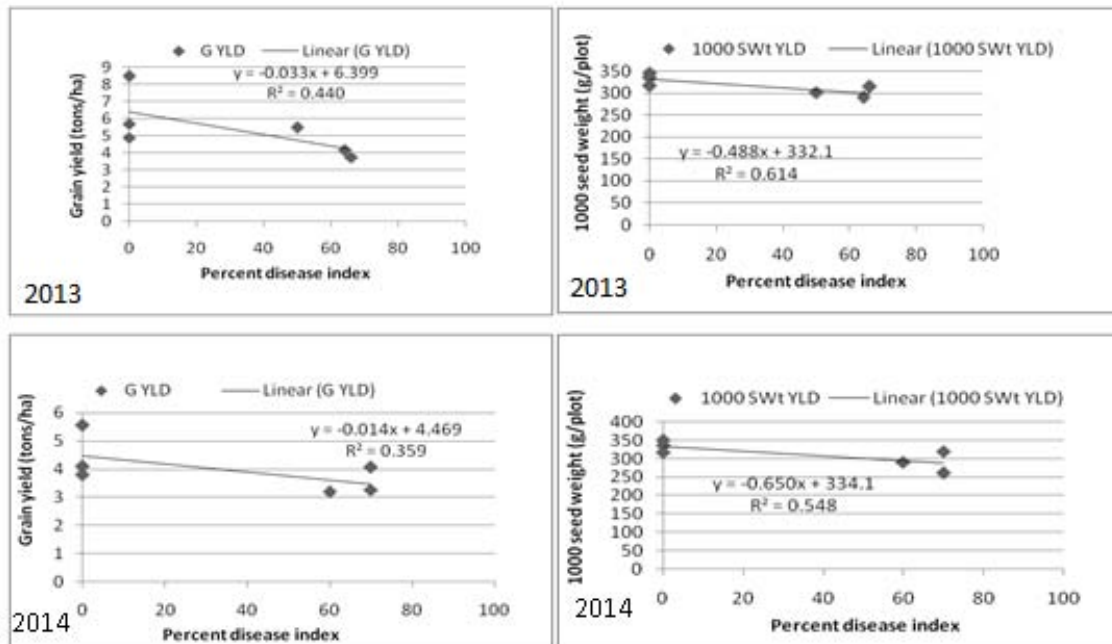 G YLD Linear (G YLD)
y = -0.033x + 6.399
R² = 0.440
Grain yield (tons/ha)
9
8
7
6
5
4
3
2
1
0
0 20 40 60 80 100
Percent disease index
2013
1000 SWt YLD Linear (1000 SWt YLD)
y = -0.488x + 332.1
R² = 0.614
1000 seed weight (g/plot)
350
300
250
200
150
100
50
0
0 20 40 60 80 100
Percent disease index
2013
G YLD Linear (G YLD)
y = -0.014x + 4.469
R² = 0.359
Grain yield (tons/ha)
6
5
4
3
2
1
0
0 20 40 60 80 100
Percent disease index
2014
1000 SWt YLD Linear (1000 SWt YLD)
y = -0.650x + 334.1
R² = 0.548
1000 seed weight (g/plot)
400
350
300
250
200
150
100
50
0
0 20 40 60 80 100
Percent disease index
2014